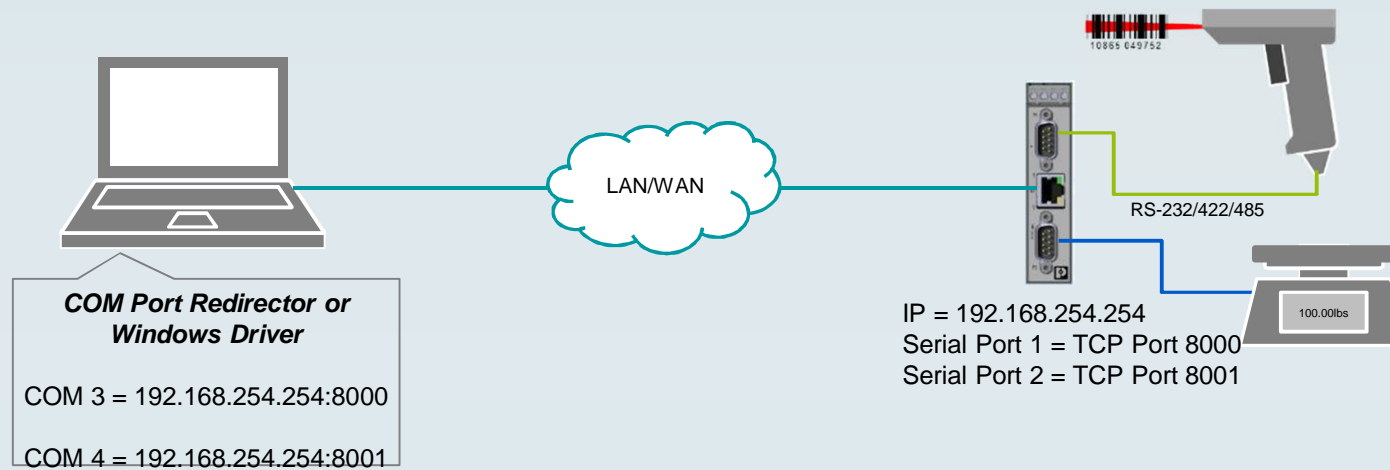 10865 049752
LAN/WAN
RS-232/422/485
COM Port Redirector or
Windows Driver
COM 3 = 192.168.254.254:8000
COM 4 = 192.168.254.254:8001
IP = 192.168.254.254
Serial Port 1 = TCP Port 8000
Serial Port 2 = TCP Port 8001
100.00lbs